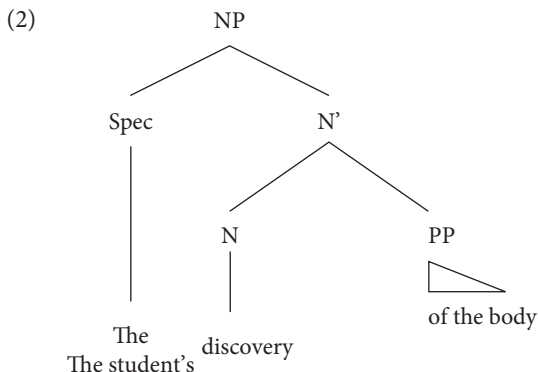 (2) NP
Spec N’
N PP
of the body
The
The student's discovery